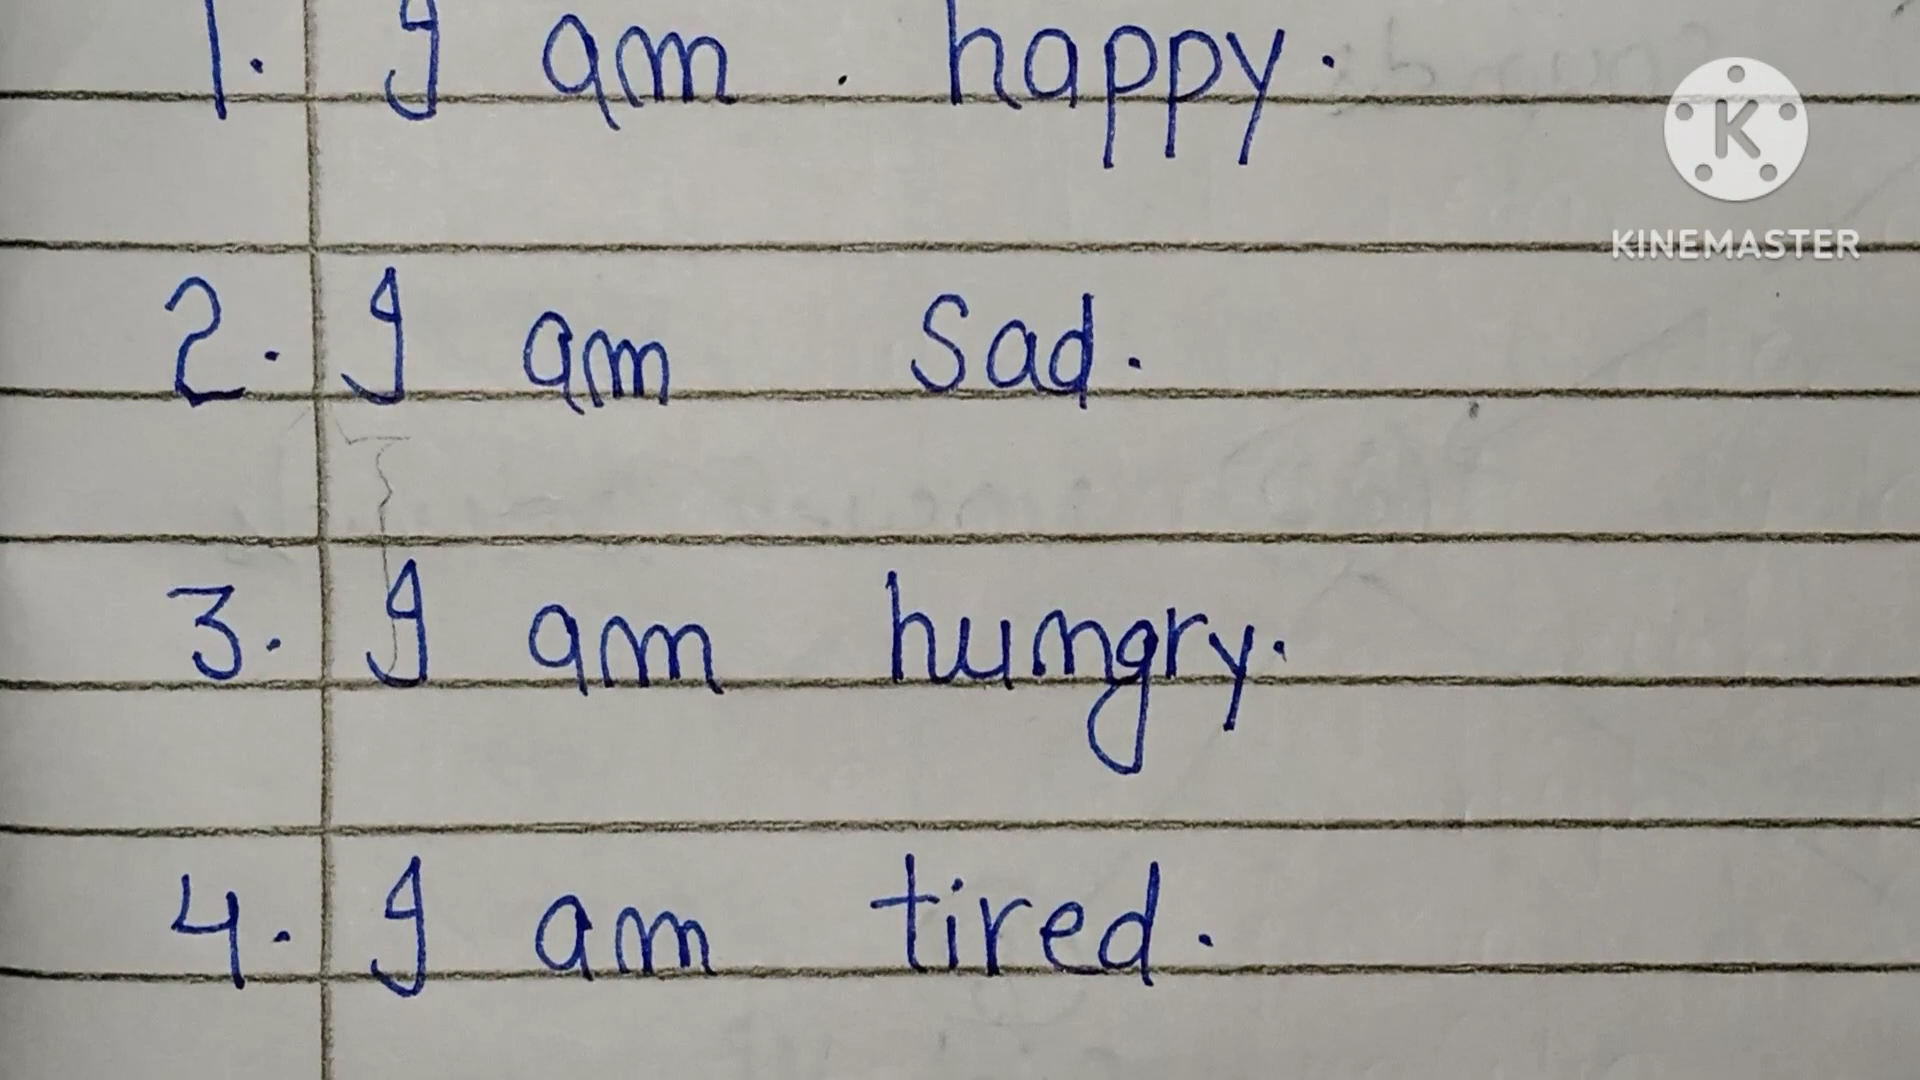 1. I am . happy.
KINEMASTER
2. I am sad.
3. I am hungry.
4. I am tired.